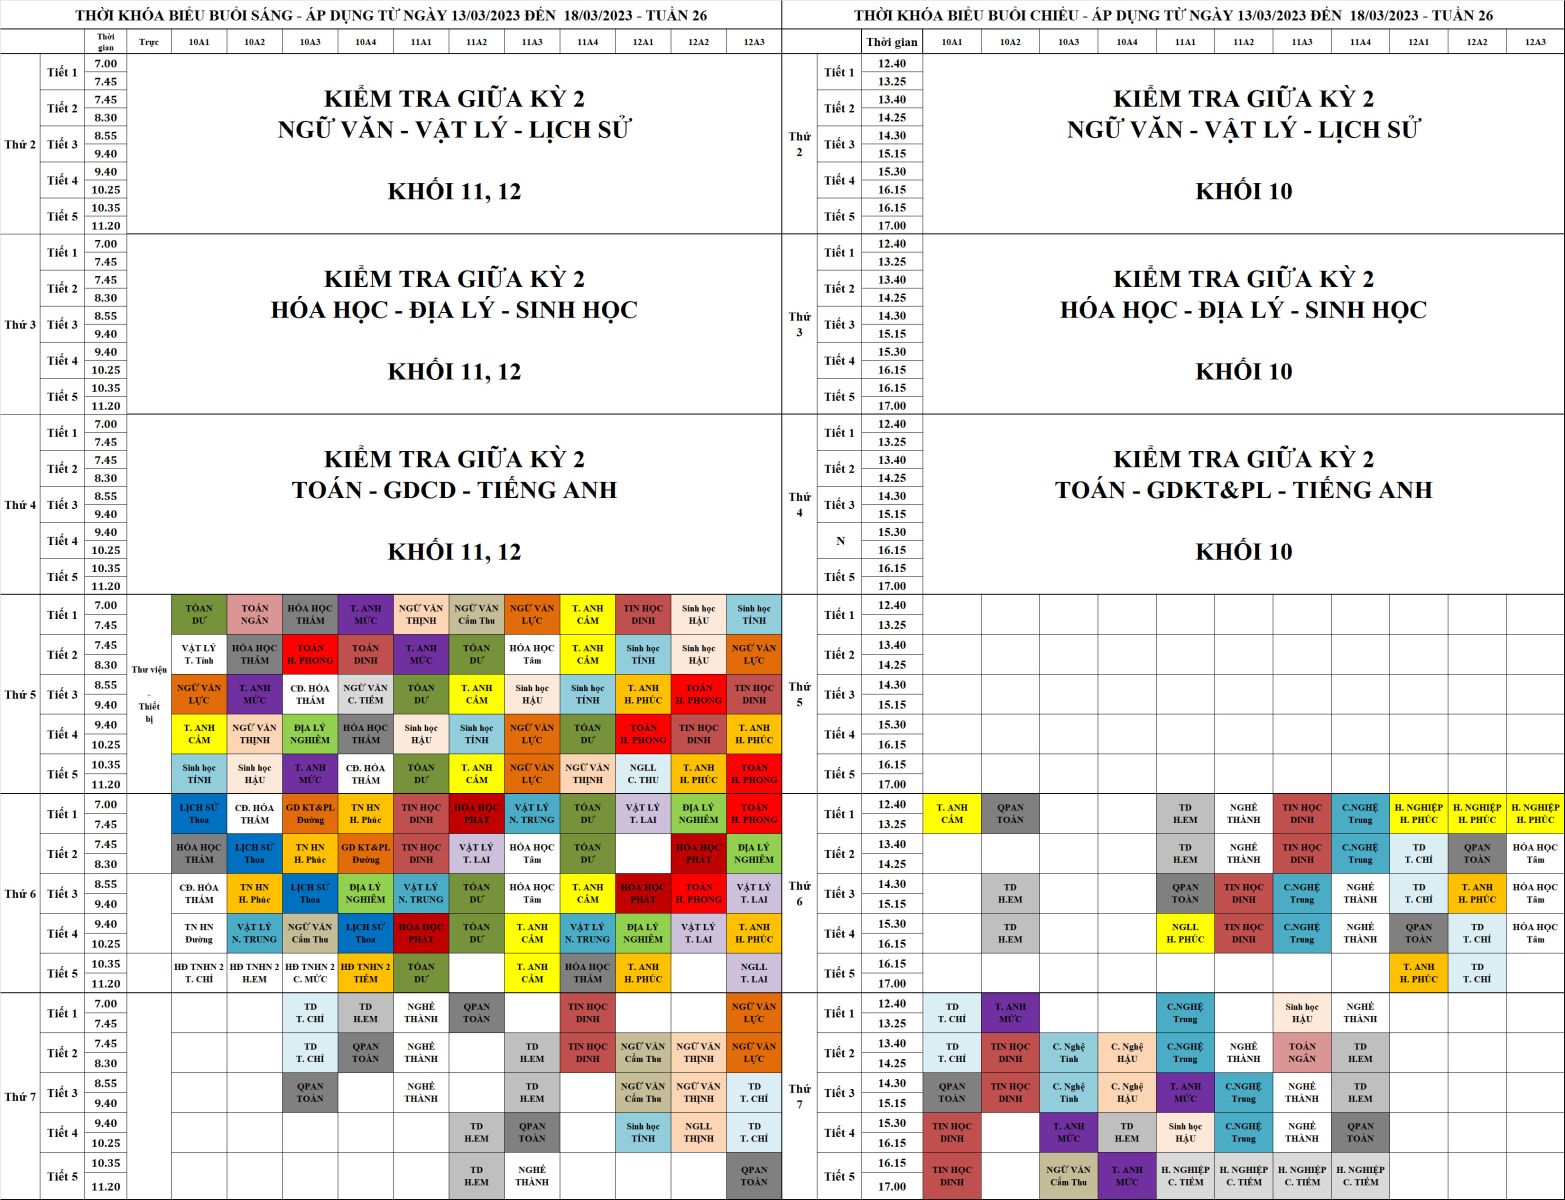 THỜI KHÓA BIỂU BUỔI SÁNG - ÁP DỤNG TỪ NGÀY 13/03/2023 ĐẾN 18/03/2023 - TUẦN 26
Thời gian Trực 10A1 10A2 10A3 10A4 11A1 11A2 11A3 11A4 12A1 12A2 12A3
Thứ 2
Tiết 1 7.00 7.45
Tiết 2 7.45 8.30
Tiết 3 8.55 9.40
Tiết 4 9.40 10.25
Tiết 5 10.35 11.20
KIỂM TRA GIỮA KỲ 2
NGỮ VĂN - VẬT LÝ - LỊCH SỬ
KHỐI 11, 12
Thứ 3
Tiết 1 7.00 7.45
Tiết 2 7.45 8.30
Tiết 3 8.55 9.40
Tiết 4 9.40 10.25
Tiết 5 10.35 11.20
KIỂM TRA GIỮA KỲ 2
HÓA HỌC - ĐỊA LÝ - SINH HỌC
KHỐI 11, 12
Thứ 4
Tiết 1 7.00 7.45
Tiết 2 7.45 8.30
Tiết 3 8.55 9.40
Tiết 4 9.40 10.25
Tiết 5 10.35 11.20
KIỂM TRA GIỮA KỲ 2
TOÁN - GDCD - TIẾNG ANH
KHỐI 11, 12
Thứ 5
Thư viện - Thiết bị
Tiết 1 7.00 7.45 TÓAN DƯ TOÁN NGÂN HÓA HỌC THẮM T. ANH MỨC NGỮ VĂN THỊNH NGỮ VĂN Cẩm Thu NGỮ VĂN LỰC T. ANH CẨM TIN HỌC DINH Sinh học HẬU Sinh học TÍNH
Tiết 2 7.45 8.30 VẬT LÝ T. Tính HÓA HỌC THẮM TOÁN H. PHONG TOÁN DINH T. ANH MỨC TÓAN DƯ HÓA HỌC Tâm T. ANH CẨM Sinh học TÍNH Sinh học HẬU NGỮ VĂN LỰC
Tiết 3 8.55 9.40 NGỮ VĂN LỰC T. ANH MỨC CĐ. HÓA THẮM NGỮ VĂN C. TIẾM TÓAN DƯ T. ANH CẨM Sinh học HẬU Sinh học TÍNH T. ANH H. PHÚC TOÁN H. PHONG TIN HỌC DINH
Tiết 4 9.40 10.25 T. ANH CẨM NGỮ VĂN THỊNH ĐỊA LÝ NGHIÊM HÓA HỌC THẮM Sinh học HẬU Sinh học TÍNH NGỮ VĂN LỰC TÓAN DƯ TOÁN H. PHONG TIN HỌC DINH T. ANH H. PHÚC
Tiết 5 10.35 11.20 Sinh học TÍNH Sinh học HẬU T. ANH MỨC CĐ. HÓA THẮM TÓAN DƯ T. ANH CẨM NGỮ VĂN LỰC NGỮ VĂN THỊNH NGLL C. THU T. ANH H. PHÚC TOÁN H. PHONG
Thứ 6
Tiết 1 7.00 7.45 LỊCH SỬ Thoa CĐ. HÓA THẮM GD KT&PL Đường TN HN H. Phúc TIN HỌC DINH HÓA HỌC PHÁT VẬT LÝ N. TRUNG TÓAN DƯ VẬT LÝ T. LAI ĐỊA LÝ NGHIÊM TOÁN H. PHONG
Tiết 2 7.45 8.30 HÓA HỌC THẮM LỊCH SỬ Thoa TN HN H. Phúc GD KT&PL Đường TIN HỌC DINH VẬT LÝ T. LAI HÓA HỌC Tâm TÓAN DƯ HÓA HỌC PHÁT ĐỊA LÝ NGHIÊM
Tiết 3 8.55 9.40 CĐ. HÓA THẮM TN HN H. Phúc LỊCH SỬ Thoa ĐỊA LÝ NGHIÊM VẬT LÝ N. TRUNG TÓAN DƯ HÓA HỌC Tâm T. ANH CẨM HÓA HỌC PHÁT TOÁN H. PHONG VẬT LÝ T. LAI
Tiết 4 9.40 10.25 TN HN Đường VẬT LÝ N. TRUNG NGỮ VĂN Cẩm Thu LỊCH SỬ Thoa HÓA HỌC PHÁT TÓAN DƯ T. ANH CẨM VẬT LÝ N. TRUNG ĐỊA LÝ NGHIÊM VẬT LÝ T. LAI T. ANH H. PHÚC
Tiết 5 10.35 11.20 HĐ TNHN 2 T. CHÍ HĐ TNHN 2 H.EM HĐ TNHN 2 C. MỨC HĐ TNHN 2 TIẾM TÓAN DƯ T. ANH CẨM HÓA HỌC THẮM T. ANH H. PHÚC NGLL T. LAI
Thứ 7
Tiết 1 7.00 7.45 TD T. CHÍ TD H.EM NGHỀ THÀNH QPAN TOÀN TIN HỌC DINH NGỮ VĂN LỰC
Tiết 2 7.45 8.30 TD T. CHÍ QPAN TOÀN NGHỀ THÀNH TD H.EM TIN HỌC DINH NGỮ VĂN Cẩm Thu NGỮ VĂN THỊNH NGỮ VĂN LỰC
Tiết 3 8.55 9.40 QPAN TOÀN NGHỀ THÀNH TD H.EM NGỮ VĂN Cẩm Thu NGỮ VĂN THỊNH TD T. CHÍ
Tiết 4 9.40 10.25 TD H.EM QPAN TOÀN Sinh học TÍNH NGLL THỊNH TD T. CHÍ
Tiết 5 10.35 11.20 TD H.EM NGHỀ THÀNH QPAN TOÀN
THỜI KHÓA BIỂU BUỔI CHIỀU - ÁP DỤNG TỪ NGÀY 13/03/2023 ĐẾN 18/03/2023 - TUẦN 26
Thời gian 10A1 10A2 10A3 10A4 11A1 11A2 11A3 11A4 12A1 12A2 12A3
Thứ 2
Tiết 1 12.40 13.25
Tiết 2 13.40 14.25
Tiết 3 14.30 15.15
Tiết 4 15.30 16.15
Tiết 5 16.15 17.00
KIỂM TRA GIỮA KỲ 2
NGỮ VĂN - VẬT LÝ - LỊCH SỬ
KHỐI 10
Thứ 3
Tiết 1 12.40 13.25
Tiết 2 13.40 14.25
Tiết 3 14.30 15.15
Tiết 4 15.30 16.15
Tiết 5 16.15 17.00
KIỂM TRA GIỮA KỲ 2
HÓA HỌC - ĐỊA LÝ - SINH HỌC
KHỐI 10
Thứ 4
Tiết 1 12.40 13.25
Tiết 2 13.40 14.25
Tiết 3 14.30 15.15
N 15.30 16.15
Tiết 5 16.15 17.00
KIỂM TRA GIỮA KỲ 2
TOÁN - GDKT&PL - TIẾNG ANH
KHỐI 10
Thứ 5
Tiết 1 12.40 13.25
Tiết 2 13.40 14.25
Tiết 3 14.30 15.15
Tiết 4 15.30 16.15
Tiết 5 16.15 17.00
Thứ 6
Tiết 1 12.40 13.25 T. ANH CẨM QPAN TOÀN TD H.EM NGHỀ THÀNH TIN HỌC DINH C.NGHỆ Trung H. NGHIỆP H. PHÚC H. NGHIỆP H. PHÚC H. NGHIỆP H. PHÚC
Tiết 2 13.40 14.25 TD H.EM NGHỀ THÀNH TIN HỌC DINH C.NGHỆ Trung TD T. CHÍ QPAN TOÀN HÓA HỌC Tâm
Tiết 3 14.30 15.15 TD H.EM QPAN TOÀN TIN HỌC DINH C.NGHỆ Trung NGHỀ THÀNH TD T. CHÍ T. ANH H. PHÚC HÓA HỌC Tâm
Tiết 4 15.30 16.15 TD H.EM NGLL H. PHÚC TIN HỌC DINH C.NGHỆ Trung NGHỀ THÀNH QPAN TOÀN TD T. CHÍ HÓA HỌC Tâm
Tiết 5 16.15 17.00 T. ANH H. PHÚC TD T. CHÍ
Thứ 7
Tiết 1 12.40 13.25 TD T. CHÍ T. ANH MỨC C.NGHỆ Trung Sinh học HẬU NGHỀ THÀNH
Tiết 2 13.40 14.25 TD T. CHÍ TIN HỌC DINH C. Nghệ Tính C. Nghệ HẬU C.NGHỆ Trung NGHỀ THÀNH TOÁN NGÂN TD H.EM
Tiết 3 14.30 15.15 QPAN TOÀN TIN HỌC DINH C. Nghệ Tính C. Nghệ HẬU T. ANH MỨC C.NGHỆ Trung NGHỀ THÀNH TD H.EM
Tiết 4 15.30 16.15 TIN HỌC DINH T. ANH MỨC TD H.EM Sinh học HẬU C.NGHỆ Trung NGHỀ THÀNH QPAN TOÀN
Tiết 5 16.15 17.00 TIN HỌC DINH NGỮ VĂN Cẩm Thu T. ANH MỨC H. NGHIỆP C. TIẾM H. NGHIỆP C. TIẾM H. NGHIỆP C. TIẾM H. NGHIỆP C. TIẾM